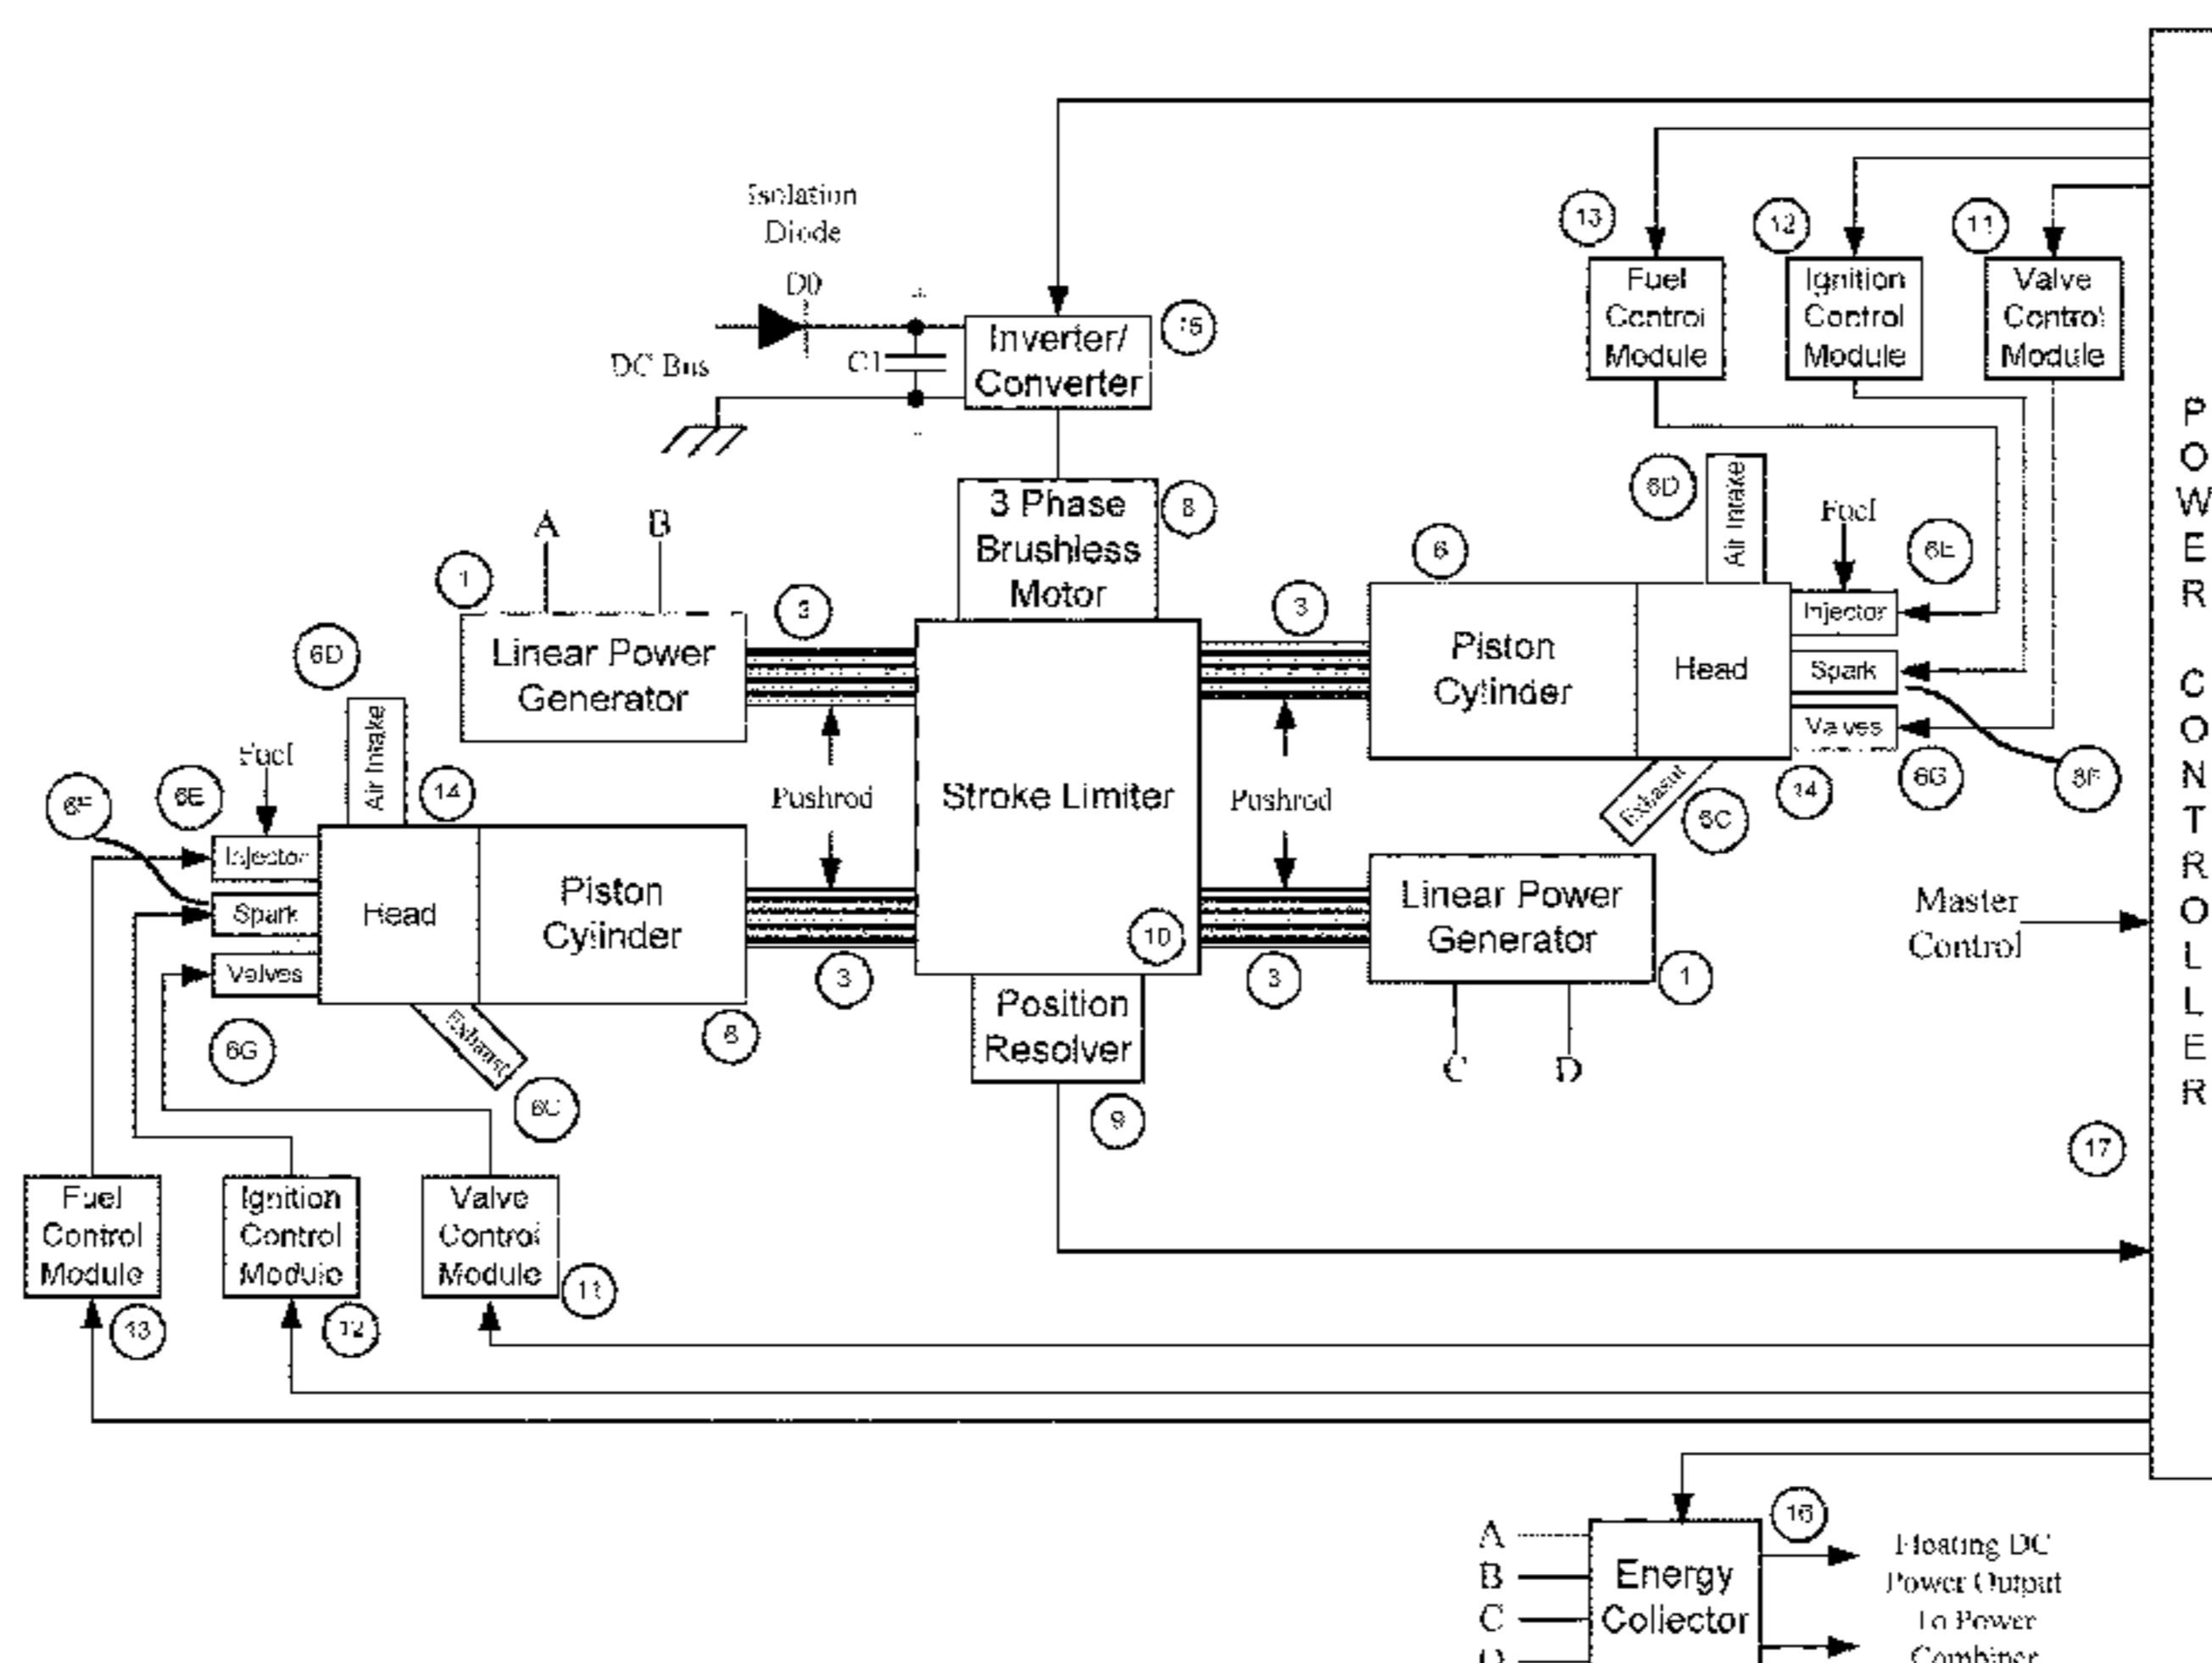 Isolation
Diode
D0
+
DC Bus
C1
-
Inverter/
Converter
15
13
12
11
Fuel
Control
Module
Ignition
Control
Module
Valve
Control
Module
3 Phase
Brushless
Motor
8
A
B
1
Linear Power
Generator
3
3
6
6D
Air Intake
Fuel
6E
Piston
Cylinder
Head
Injector
Spark
Valves
6G
6F
14
Exhaust
6C
6D
Air Intake
14
Fuel
6E
6F
Injector
Spark
Valves
Head
Piston
Cylinder
6G
Exhaust
6C
6
Pushrod
Stroke Limiter
Pushrod
10
3
3
Linear Power
Generator
1
C
D
Position
Resolver
9
Master
Control
17
POWER CONTROLLER
Fuel
Control
Module
13
Ignition
Control
Module
12
Valve
Control
Module
11
16
A
B
C
D
Energy
Collector
Floating DC
Power Output
To Power
Combiner